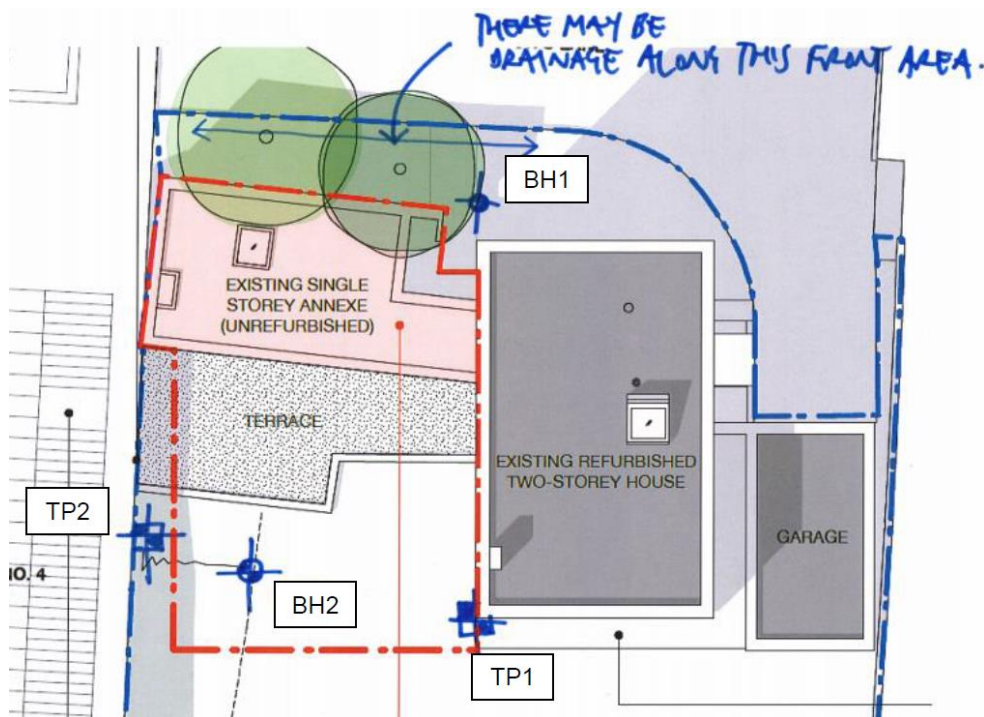 THERE MAY BE
DRAINAGE ALONG THIS FRONT AREA.
BH1
EXISTING SINGLE
STOREY ANNEXE
(UNREFURBISHED)
TERRACE
EXISTING REFURBISHED
TWO-STOREY HOUSE
TP2
GARAGE
NO. 4
BH2
TP1